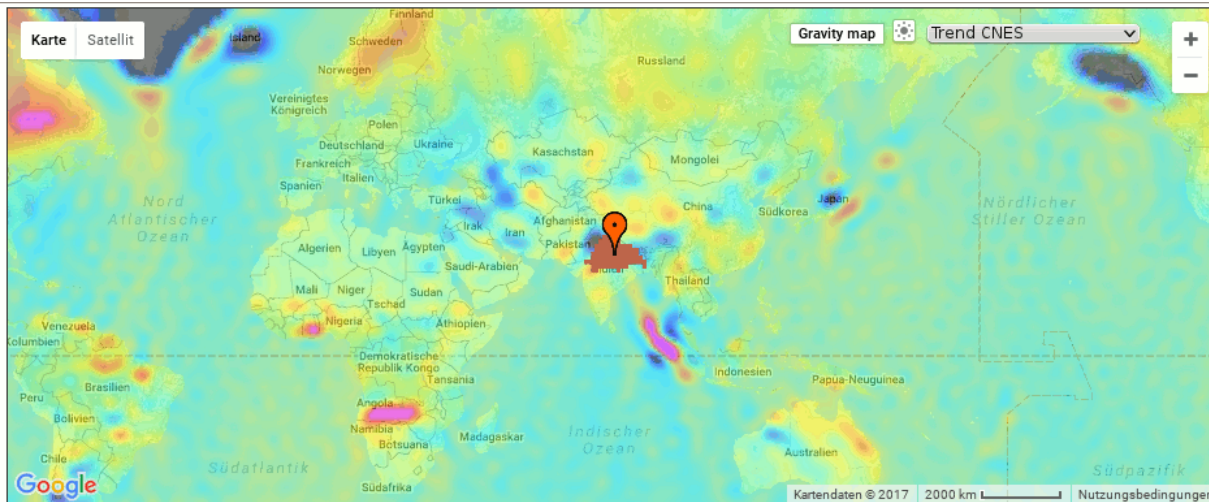 Karte
Satellit
Gravity map
Trend CNES
+
−
Island
Finnland
Schweden
Norwegen
Russland
Vereinigtes
Königreich
Polen
Deutschland
Ukraine
Kasachstan
Frankreich
Mongolei
Italien
Spanien
Türkei
Nord
Atlantischer
Ozean
Japan
Nördlicher
Stiller Ozean
China
Südkorea
Afghanistan
Irak
Iran
Pakistan
Algerien
Libyen
Ägypten
Saudi-Arabien
Indien
Thailand
Mali
Niger
Sudan
Tschad
Nigeria
Äthiopien
Venezuela
Kolumbien
Demokratische
Republik Kongo
Indonesien
Tansania
Papua-Neuguinea
Brasilien
Peru
Angola
Bolivien
Namibia
Botsuana
Madagaskar
Indischer
Ozean
Australien
Chile
Südatlantik
Südpazifik
Südafrika
Google
Kartendaten © 2017
2000 km
Nutzungsbedingungen